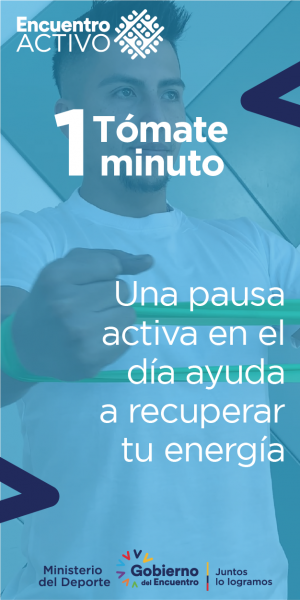 Encuentro
ACTIVO
1 Tómate
minuto
Una pausa
activa en el
día ayuda
a recuperar
tu energía
Ministerio
del Deporte
Gobierno
del Encuentro
Juntos
lo logramos